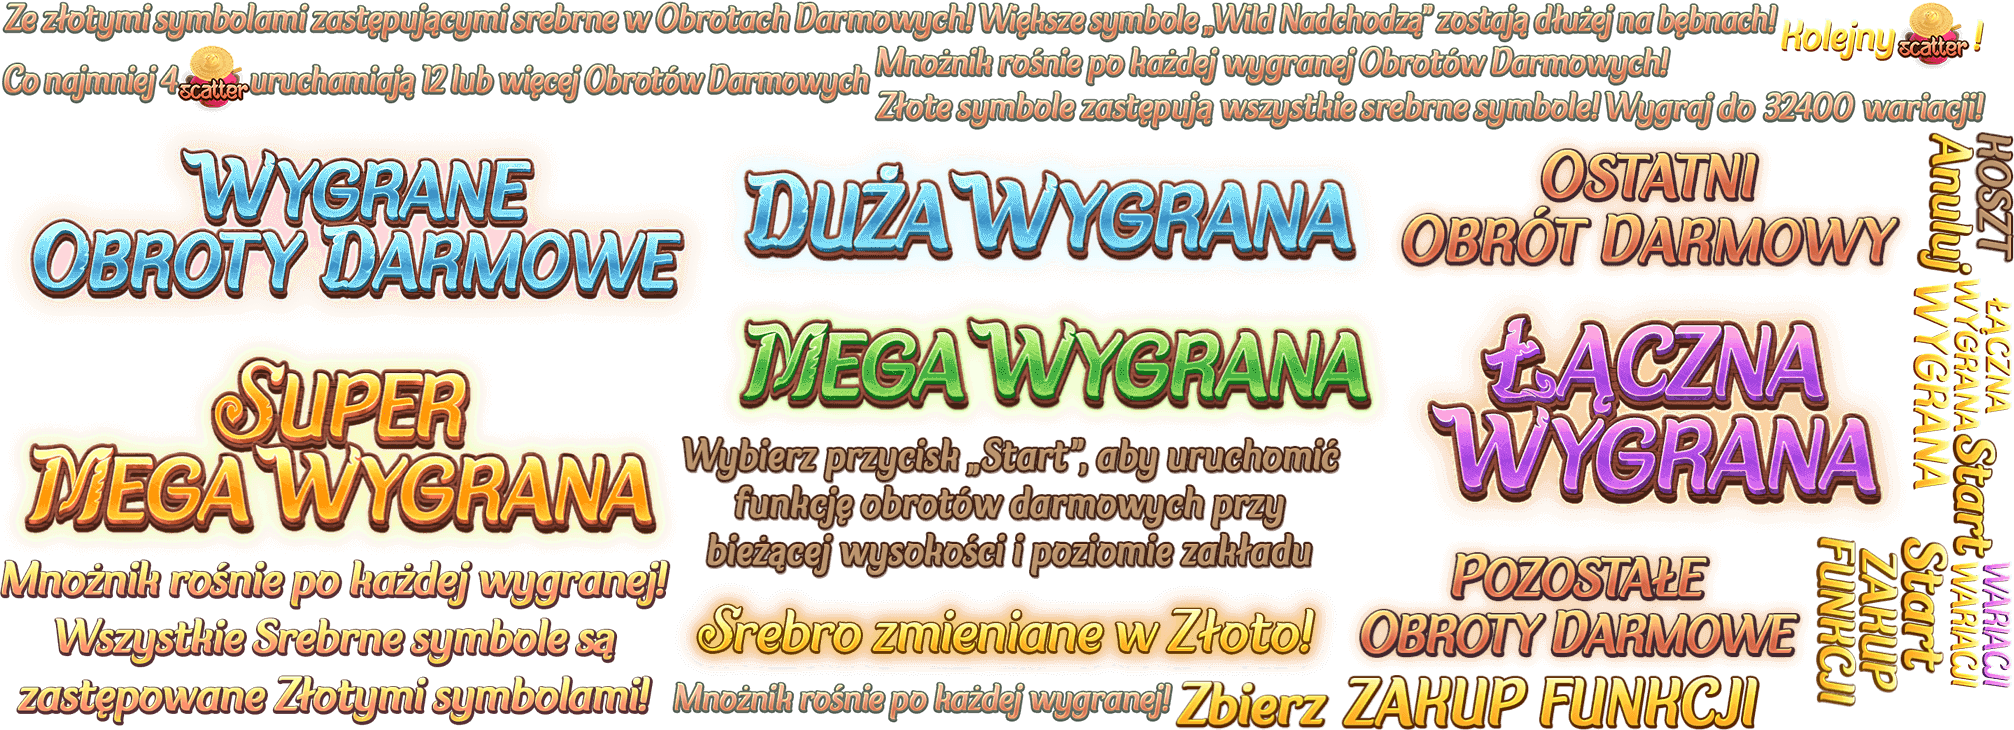 Ze złotymi symbolami zastępującymi srebrne w Obrotach Darmowych! Większe symbole „Wild Nadchodzą” zostają dłużej na bębnach!
Kolejny scatter !
Co najmniej 4 scatter uruchamiają 12 lub więcej Obrotów Darmowych
Mnożnik rośnie po każdej wygranej Obrotów Darmowych!
Złote symbole zastępują wszystkie srebrne symbole! Wygraj do 32400 wariacji!
WYGRANE
OBROTY DARMOWE
DUŻA WYGRANA
OSTATNI
OBRÓT DARMOWY
KOSZT
Anuluj
SUPER
MEGA WYGRANA
MEGA WYGRANA
ŁĄCZNA
WYGRANA
ŁĄCZNA
WYGRANA
WYGRANA
Start
Wybierz przycisk „Start”, aby uruchomić
funkcję obrotów darmowych przy
bieżącej wysokości i poziomie zakładu
Mnożnik rośnie po każdej wygranej!
Wszystkie Srebrne symbole są
zastępowane Złotymi symbolami!
Srebro zmieniane w Złoto!
POZOSTAŁE
OBROTY DARMOWE
Start
ZAKUP
FUNKCJI
WARIACJI
WARIACJI
Mnożnik rośnie po każdej wygranej!
Zbierz
ZAKUP FUNKCJI